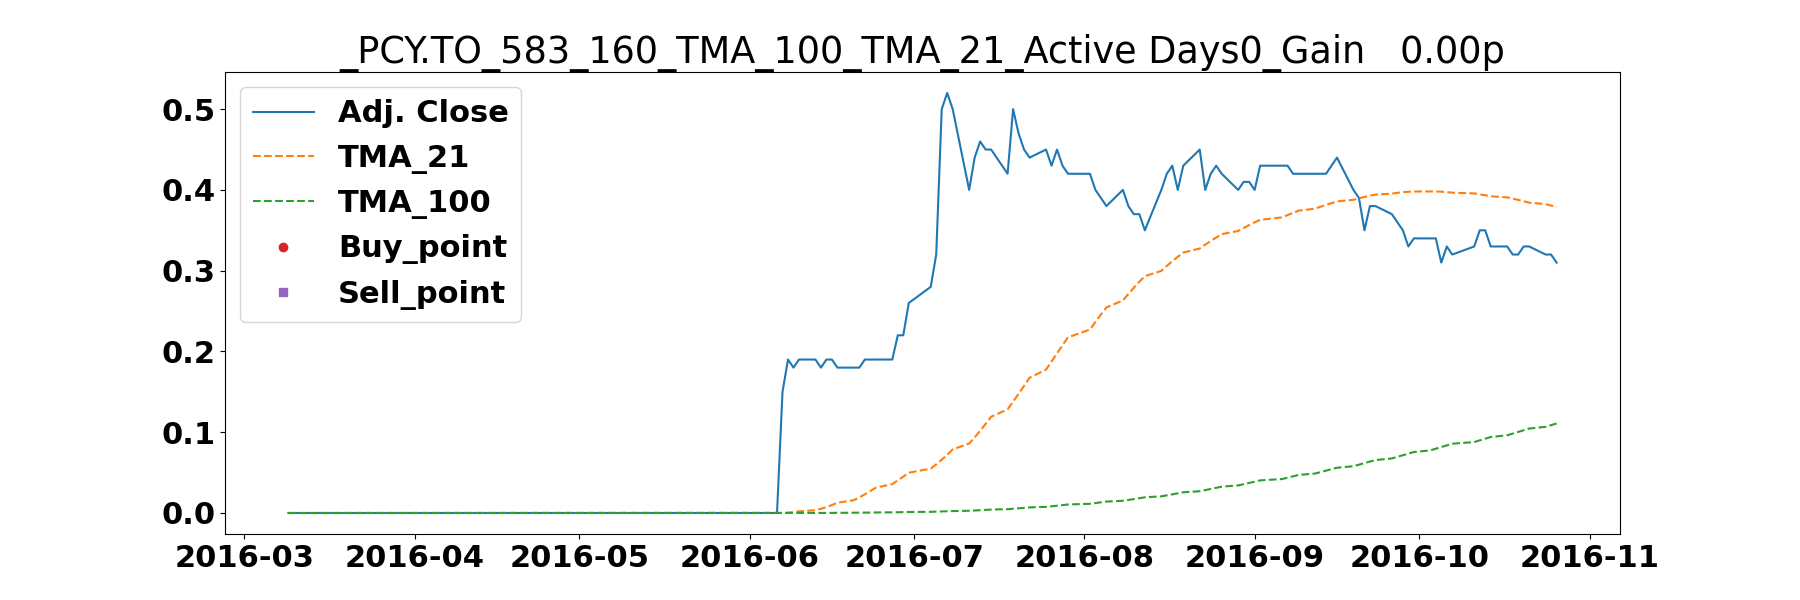 _PCY.TO_583_160_TMA_100_TMA_21_Active Days0_Gain   0.00p
Adj. Close
TMA_21
TMA_100
Buy_point
Sell_point
0.5
0.4
0.3
0.2
0.1
0.0
2016-03 2016-04 2016-05 2016-06 2016-07 2016-08 2016-09 2016-10 2016-11